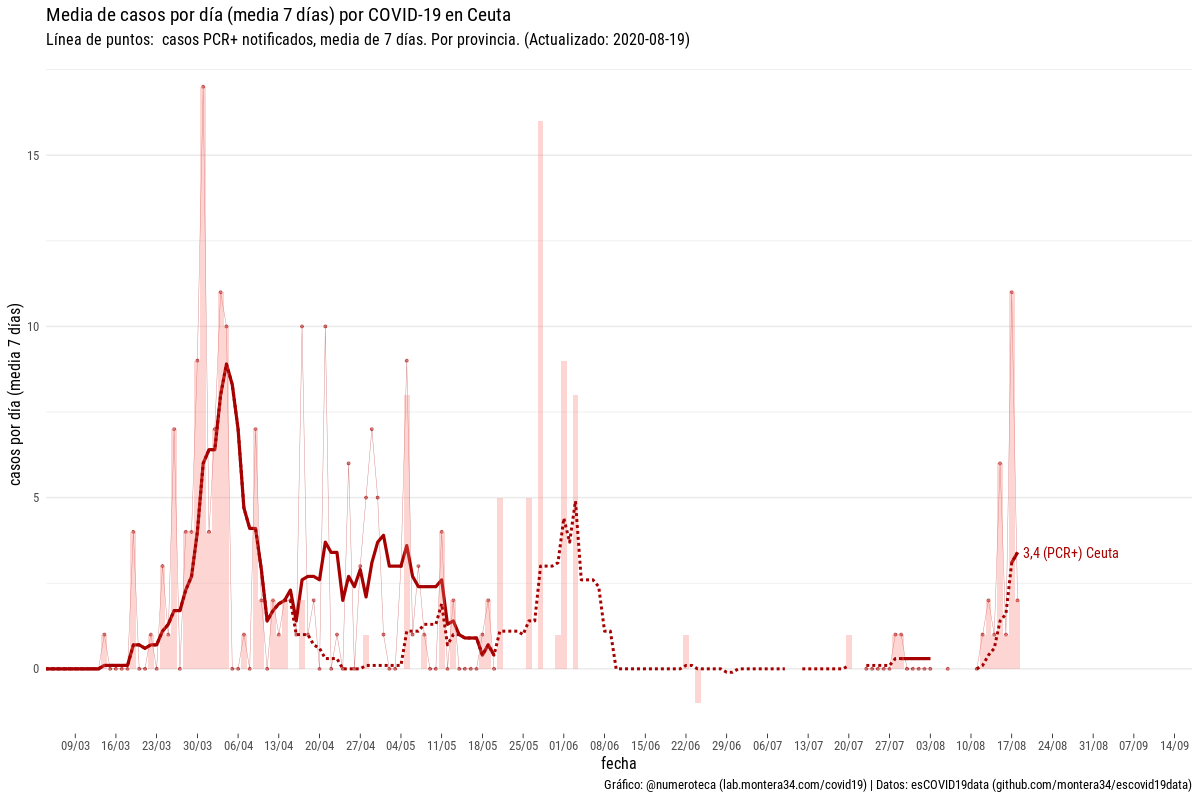 Media de casos por día (media 7 días) por COVID-19 en Ceuta
Línea de puntos:  casos PCR+ notificados, media de 7 días. Por provincia. (Actualizado: 2020-08-19)
casos por día (media 7 días)
15
10
5
0
3,4 (PCR+) Ceuta
09/03 16/03 23/03 30/03 06/04 13/04 20/04 27/04 04/05 11/05 18/05 25/05 01/06 08/06 15/06 22/06 29/06 06/07 13/07 20/07 27/07 03/08 10/08 17/08 24/08 31/08 07/09 14/09
fecha
Gráfico: @numeroteca (lab.montera34.com/covid19) | Datos: esCOVID19data (github.com/montera34/escovid19data)